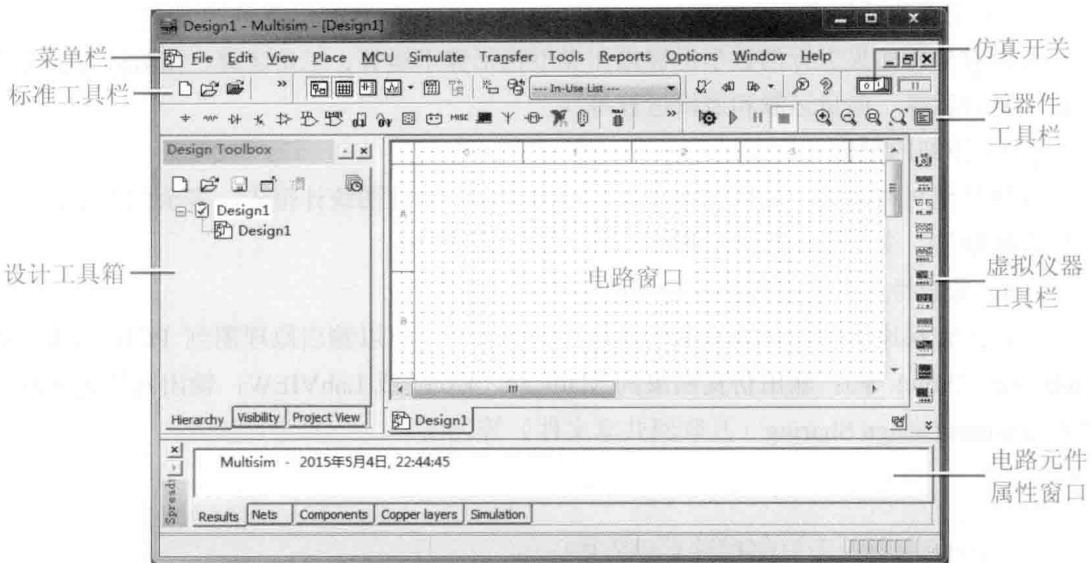 Design1 - Multisim - [Design1]
菜单栏
File Edit View Place MCU Simulate Transfer Tools Reports Options Window Help
仿真开关
标准工具栏
--- In-Use List ---
元器件
工具栏
MISC
Design Toolbox
Design1
Design1
设计工具箱
电路窗口
虚拟仪器
工具栏
A
B
Hierarchy Visibility Project View
Design1
Multisim - 2015年5月4日, 22:44:45
电路元件
属性窗口
Results Nets Components Copper layers Simulation